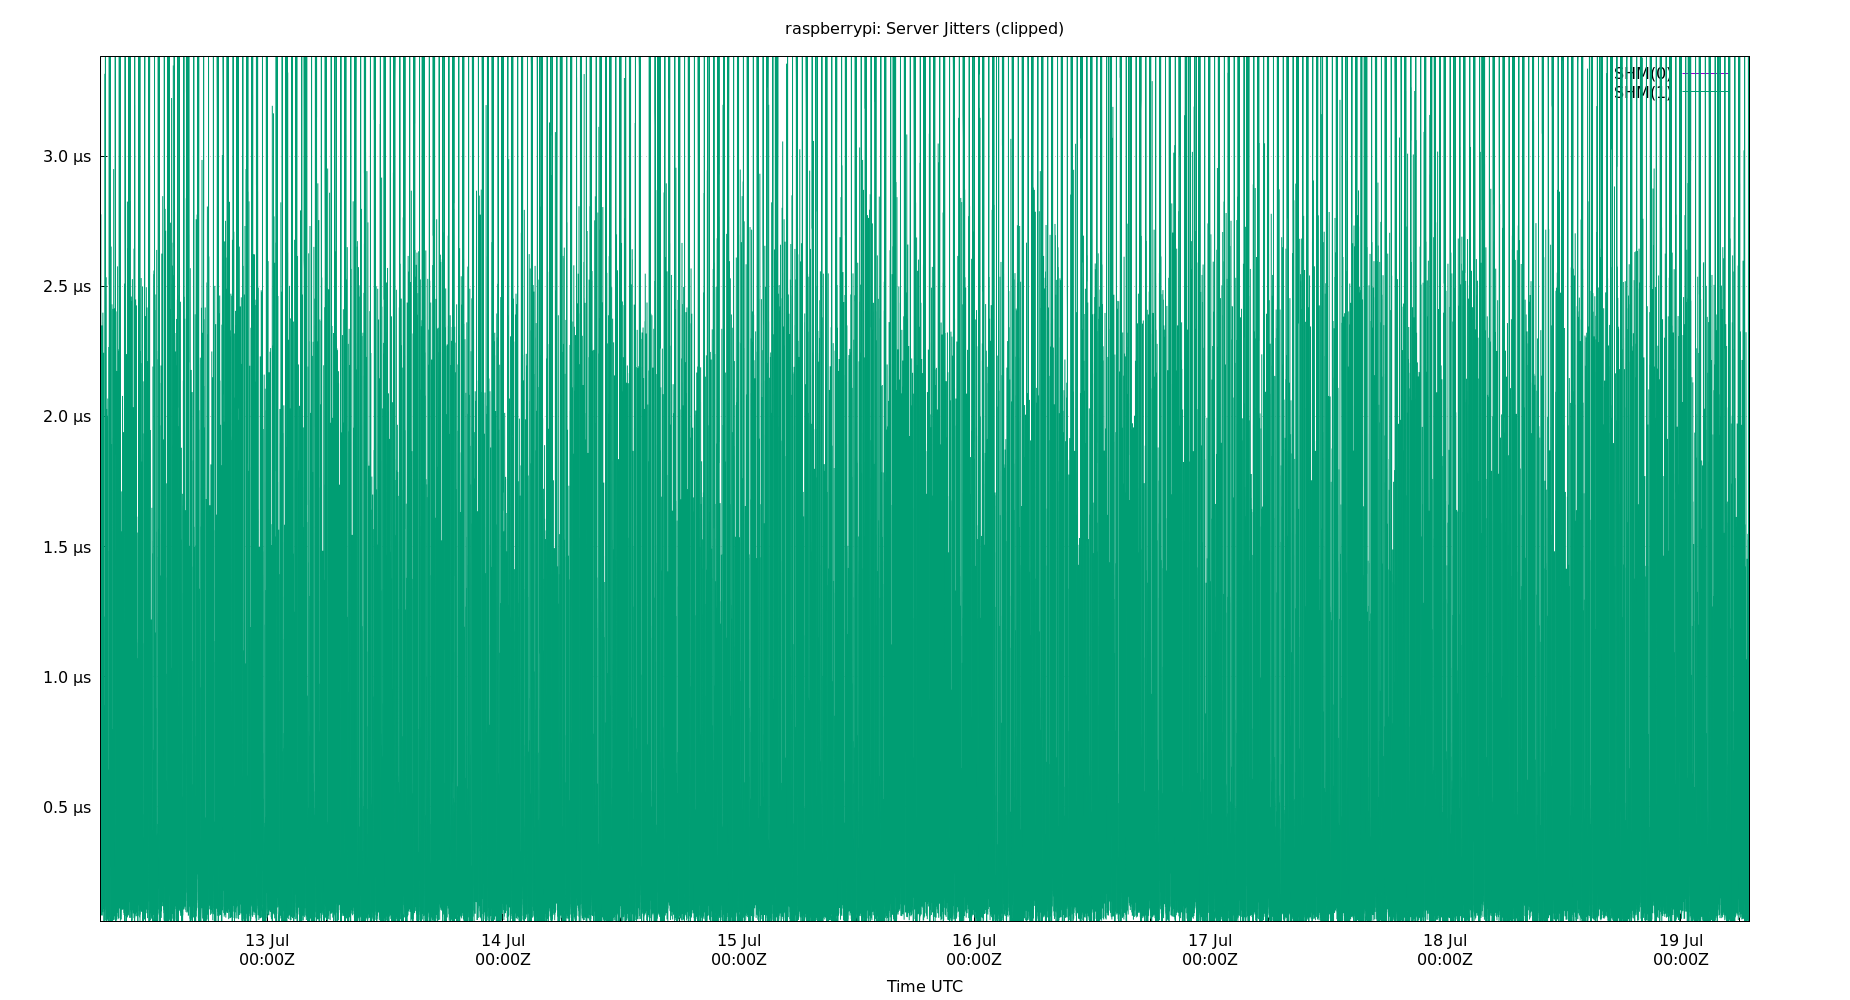 raspberrypi: Server Jitters (clipped)
SHM(0)
SHM(1)
3.0 µs
2.5 µs
2.0 µs
1.5 µs
1.0 µs
0.5 µs
13 Jul 14 Jul 15 Jul 16 Jul 17 Jul 18 Jul 19 Jul
00:00Z 00:00Z 00:00Z 00:00Z 00:00Z 00:00Z 00:00Z
Time UTC